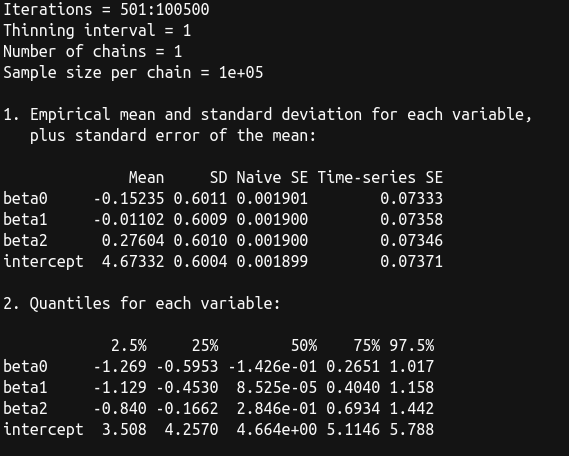 Iterations = 501:100500
Thinning interval = 1
Number of chains = 1
Sample size per chain = 1e+05

1. Empirical mean and standard deviation for each variable,
   plus standard error of the mean:

              Mean     SD Naive SE Time-series SE
beta0     -0.15235 0.6011 0.001901        0.07333
beta1     -0.01102 0.6009 0.001900        0.07358
beta2      0.27604 0.6010 0.001900        0.07346
intercept  4.67332 0.6004 0.001899        0.07371

2. Quantiles for each variable:

            2.5%     25%        50%    75% 97.5%
beta0     -1.269 -0.5953 -1.426e-01 0.2651 1.017
beta1     -1.129 -0.4530  8.525e-05 0.4040 1.158
beta2     -0.840 -0.1662  2.846e-01 0.6934 1.442
intercept  3.508  4.2570  4.664e+00 5.1146 5.788